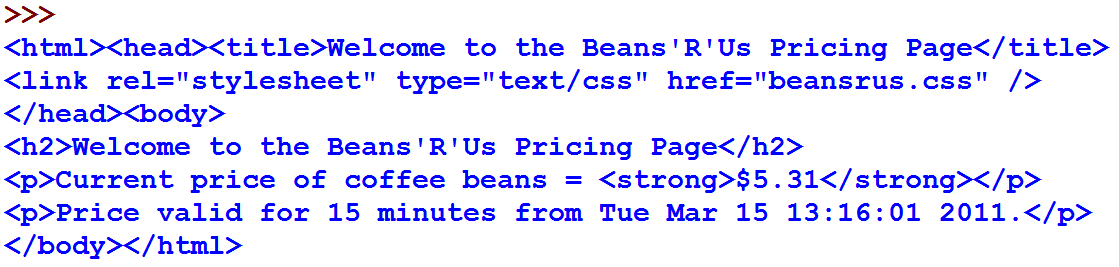 >>>
<html><head><title>Welcome to the Beans'R'Us Pricing Page</title>
<link rel="stylesheet" type="text/css" href="beansrus.css" />
</head><body>
<h2>Welcome to the Beans'R'Us Pricing Page</h2>
<p>Current price of coffee beans = <strong>$5.31</strong></p>
<p>Price valid for 15 minutes from Tue Mar 15 13:16:01 2011.</p>
</body></html>